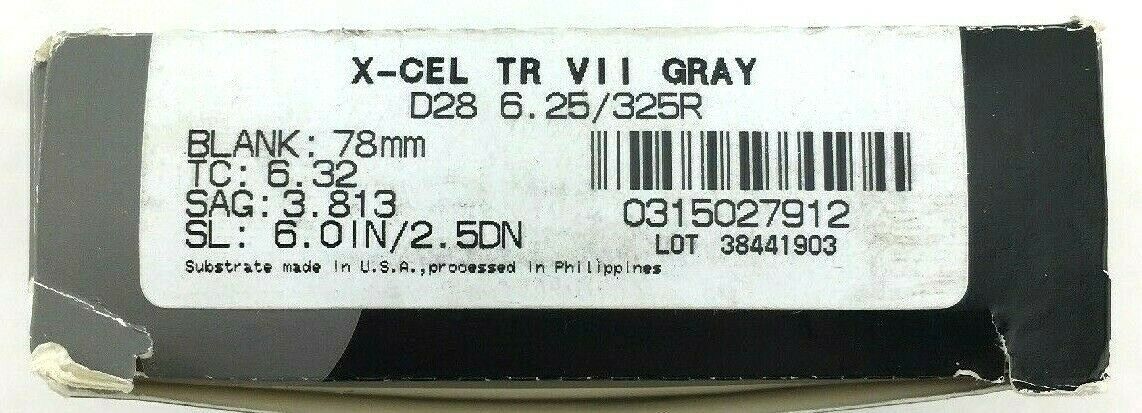 X-CEL TR VII GRAY
D28 6.25/325R
BLANK: 78mm
TC: 6.32
SAG: 3.813
SL: 6.0IN/2.5DN
0315027912
LOT 38441903
Substrate made in U.S.A.,processed in Philippines